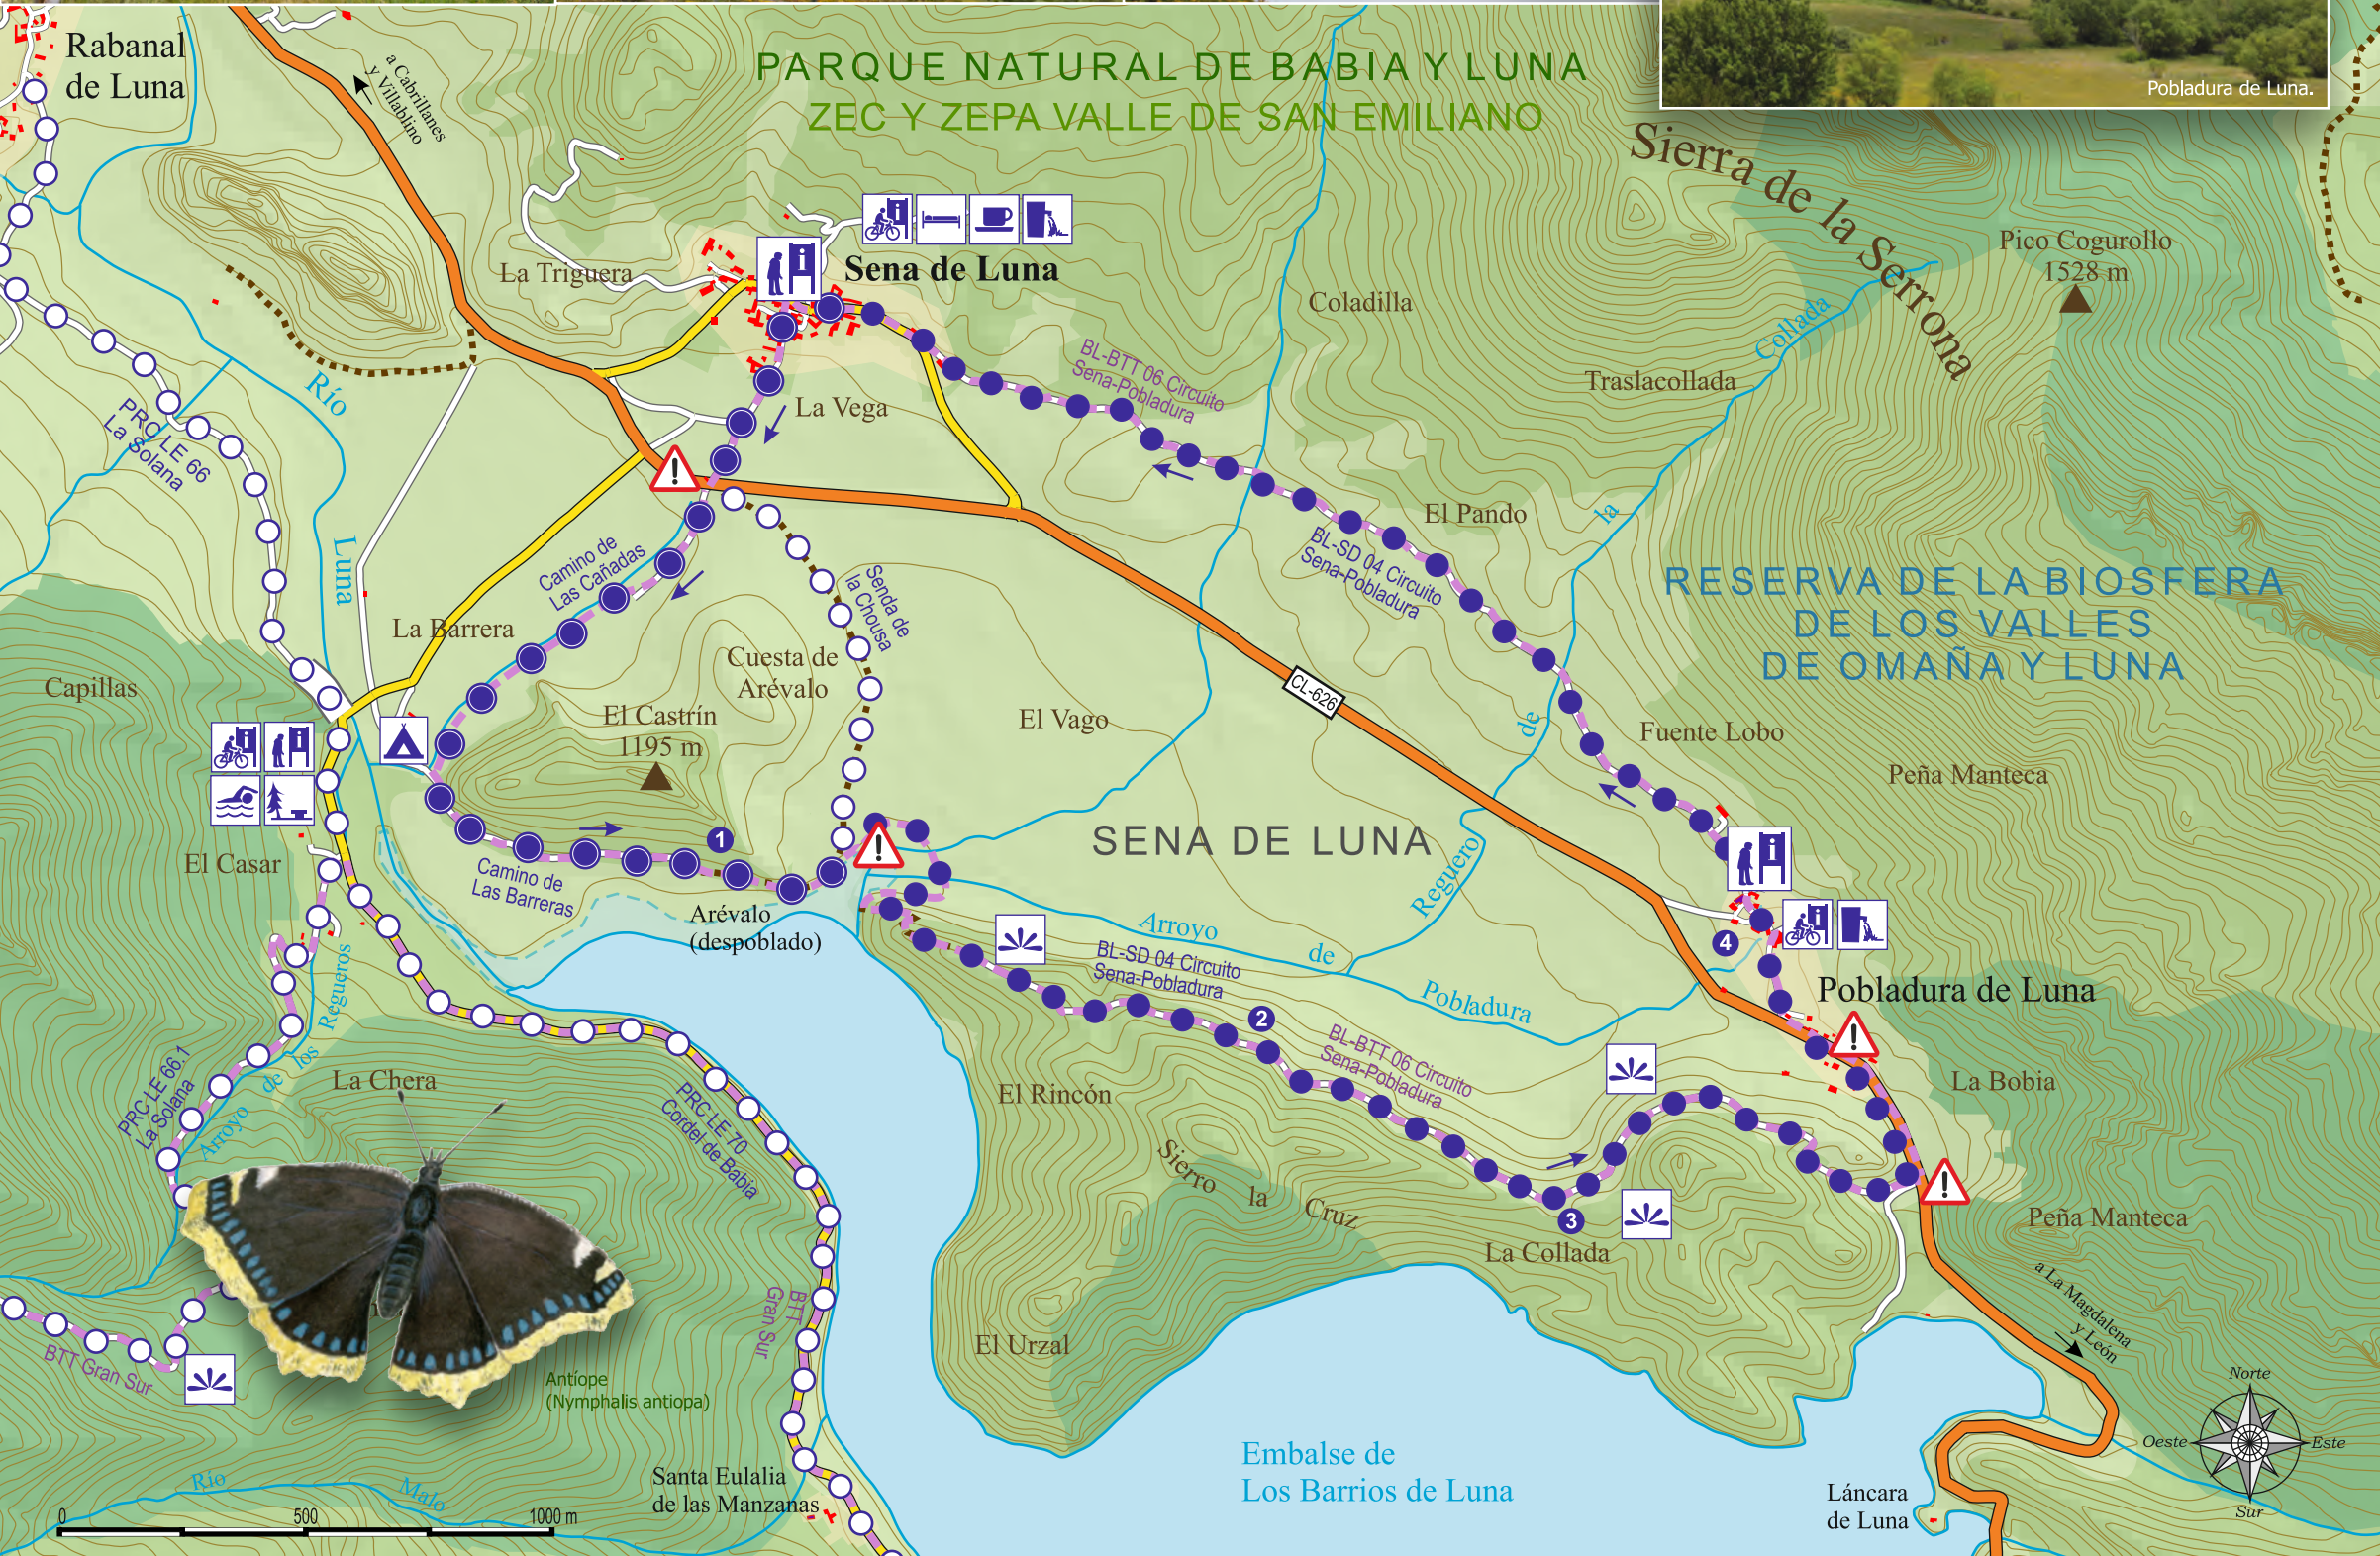 Pobladura de Luna.
Rabanal
de Luna
a Cabrillanes
y Villablino
PARQUE NATURAL DE BABIA Y LUNA
ZEC Y ZEPA VALLE DE SAN EMILIANO
Sierra de la Serrona
Pico Cogurollo
1528 m
La Triguera
Sena de Luna
Coladilla
Traslacollada
Collada
BL-BTT 06 Circuito
Sena-Pobladura
La Vega
PRC LE 66
La Solana
Río
Luna
El Pando
la
BL-SD 04 Circuito
Sena-Pobladura
Camino de
Las Cañadas
Senda de
la Chousa
RESERVA DE LA BIOSFERA
DE LOS VALLES
DE OMAÑA Y LUNA
La Barrera
Cuesta de
Arévalo
Capillas
El Castrín
1195 m
El Vago
CL-626
de
Fuente Lobo
Peña Manteca
SENA DE LUNA
Reguero
El Casar
1
Camino de
Las Barreras
Arévalo
(despoblado)
Arroyo
de
Pobladura
BL-SD 04 Circuito
Sena-Pobladura
4
Pobladura de Luna
2
BL-BTT 06 Circuito
Sena-Pobladura
Arroyo de los Regueros
PRC LE 66.1
La Solana
La Chera
PRC LE 70
Cordel de Babia
El Rincón
La Bobia
Sierro la Cruz
3
La Collada
Peña Manteca
a La Magdalena
y León
BTT
Gran Sur
El Urzal
BTT Gran Sur
Antíope
(Nymphalis antiopa)
Norte
Oeste
Este
Sur
Embalse de
Los Barrios de Luna
Santa Eulalia
de las Manzanas
Río
Malo
Láncara
de Luna
0
500
1000 m